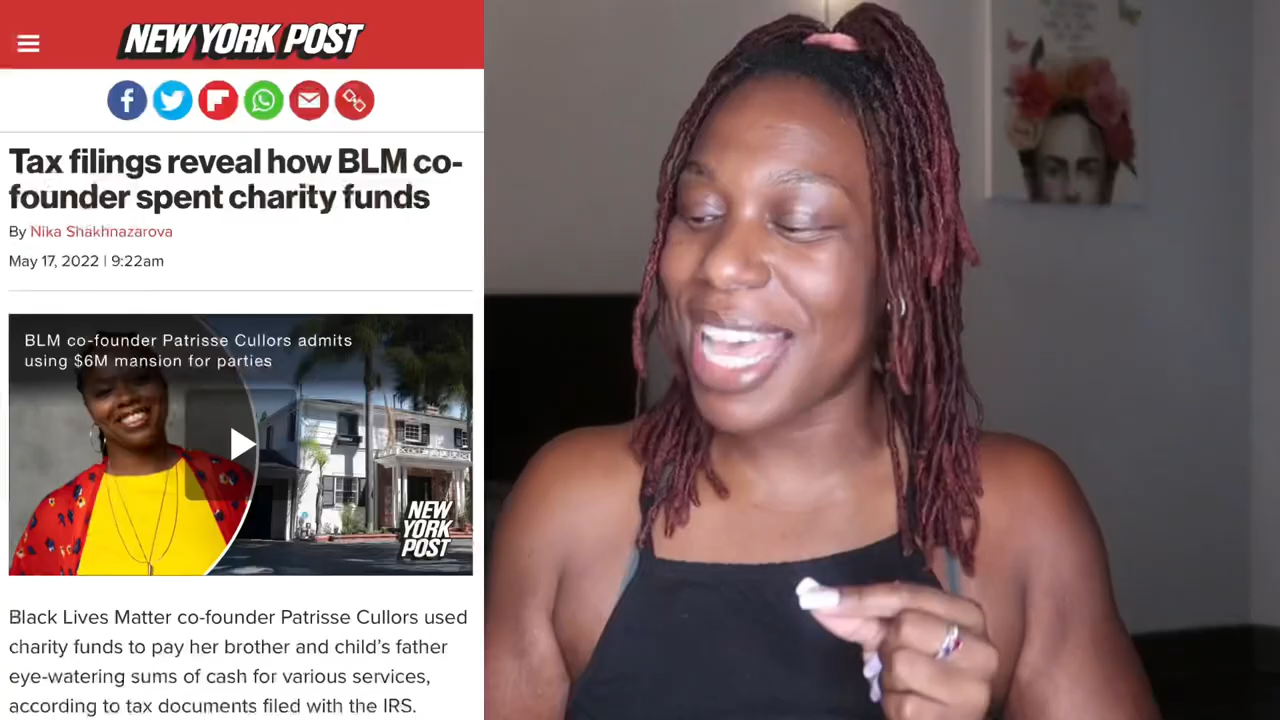 NEW YORK POST
Tax filings reveal how BLM co-
founder spent charity funds
By Nika Shakhnazarova
May 17, 2022 | 9:22am
BLM co-founder Patrisse Cullors admits
using $6M mansion for parties
NEW
YORK
POST
Black Lives Matter co-founder Patrisse Cullors used
charity funds to pay her brother and child's father
eye-watering sums of cash for various services,
according to tax documents filed with the IRS.